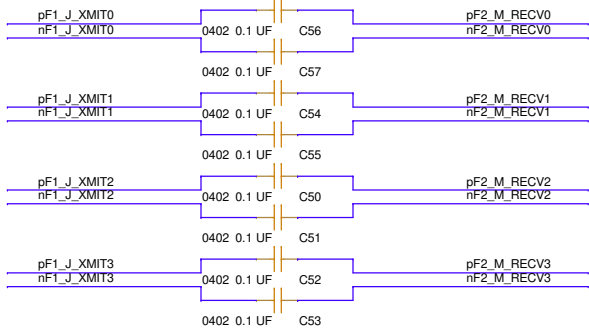 pF1_J_XMIT0 pF2_M_RECV0
nF1_J_XMIT0 0402 0.1 UF C56 nF2_M_RECV0
0402 0.1 UF C57
pF1_J_XMIT1 pF2_M_RECV1
nF1_J_XMIT1 0402 0.1 UF C54 nF2_M_RECV1
0402 0.1 UF C55
pF1_J_XMIT2 pF2_M_RECV2
nF1_J_XMIT2 0402 0.1 UF C50 nF2_M_RECV2
0402 0.1 UF C51
pF1_J_XMIT3 pF2_M_RECV3
nF1_J_XMIT3 0402 0.1 UF C52 nF2_M_RECV3
0402 0.1 UF C53